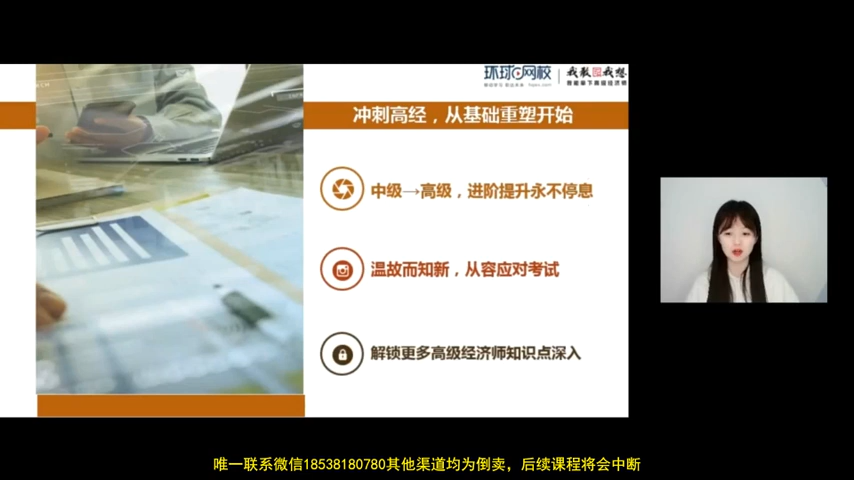 环球网校
我敢 我想
冲刺高经，从基础重塑开始
中级→高级，进阶提升永不停息
温故而知新，从容应对考试
解锁更多高级经济师知识点深入
唯一联系微信18538180780其他渠道均为倒卖，后续课程将会中断